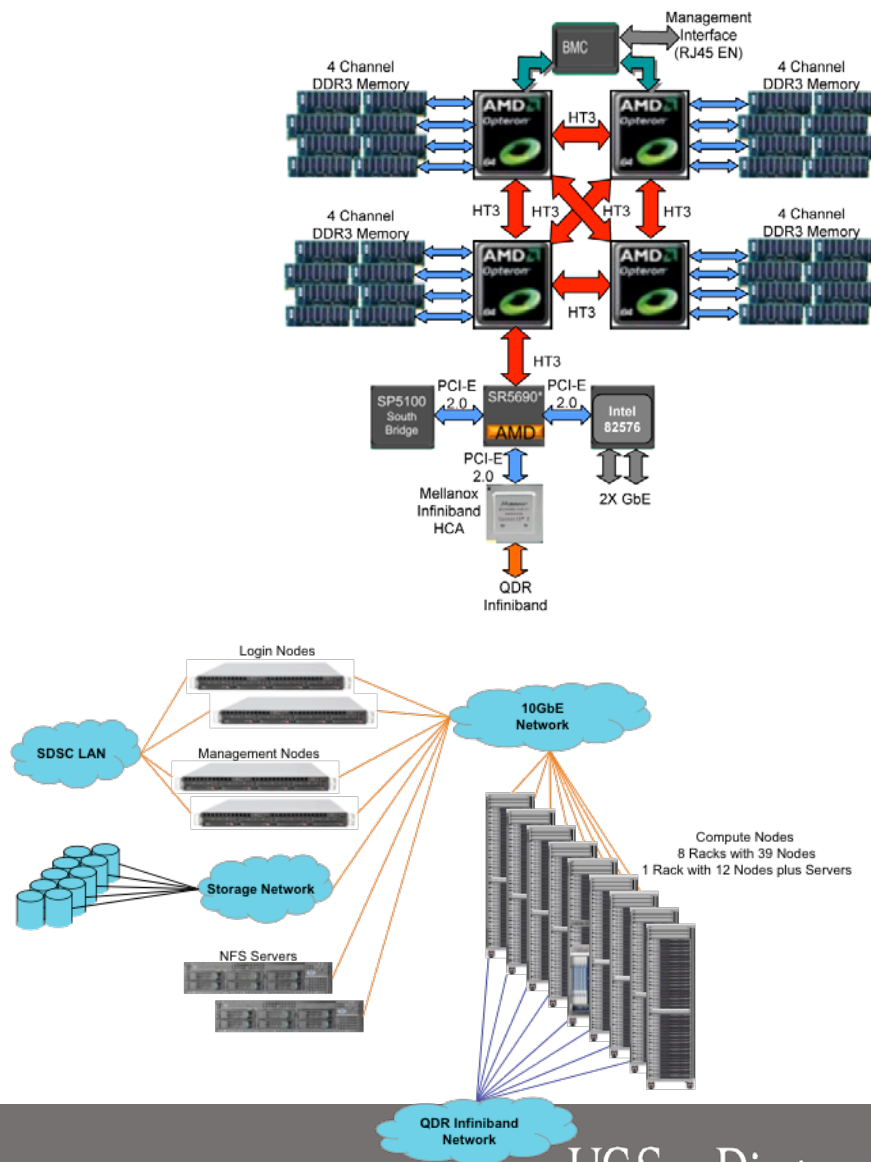 Management
Interface
(RJ45 EN)
BMC
4 Channel
DDR3 Memory
4 Channel
DDR3 Memory
AMD
Opteron
64
HT3
AMD
Opteron
64
HT3
HT3
HT3
HT3
4 Channel
DDR3 Memory
4 Channel
DDR3 Memory
AMD
Opteron
64
HT3
AMD
Opteron
64
HT3
SP5100
South
Bridge
PCI-E
2.0
SR5690*
AMD
PCI-E
2.0
Intel
82576
PCI-E
2.0
2X GbE
Mellanox
Infiniband
HCA
QDR
Infiniband
Login Nodes
10GbE
Network
SDSC LAN
Management Nodes
Compute Nodes
8 Racks with 39 Nodes
1 Rack with 12 Nodes plus Servers
Storage Network
NFS Servers
QDR Infiniband
Network